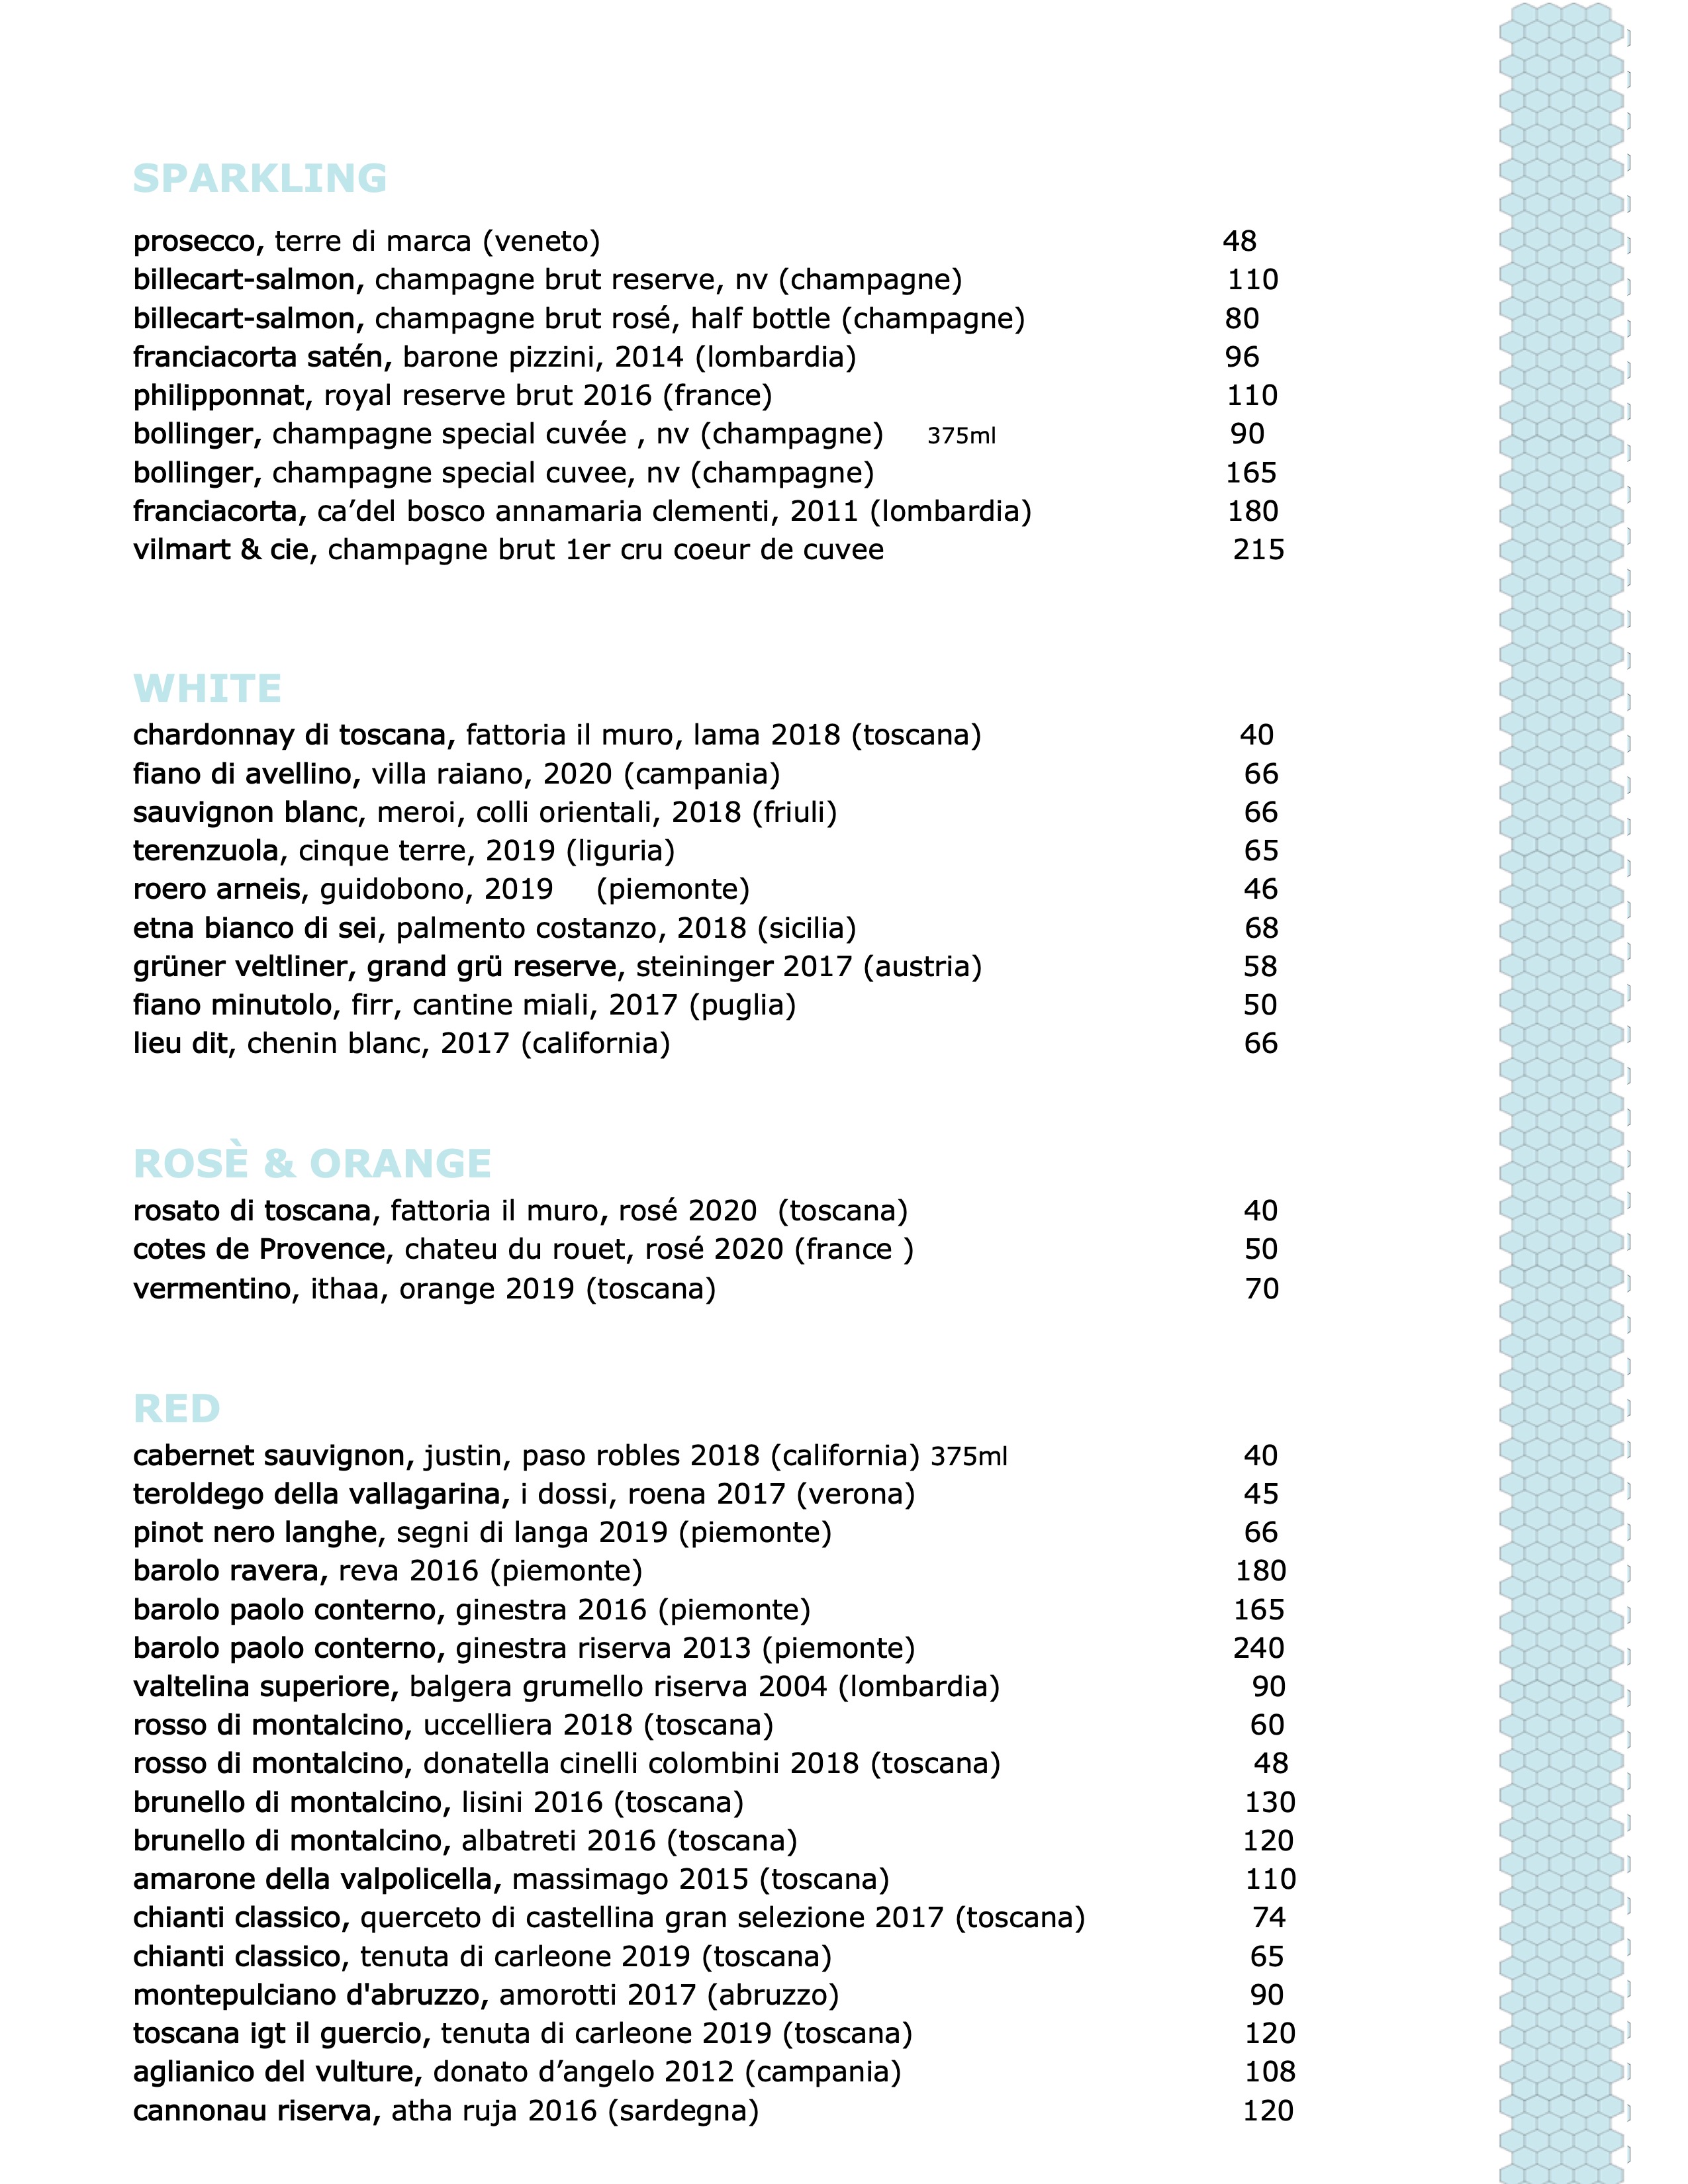 SPARKLING
prosecco, terre di marca (veneto) 48
billecart-salmon, champagne brut reserve, nv (champagne) 110
billecart-salmon, champagne brut rosé, half bottle (champagne) 80
franciacorta satén, barone pizzini, 2014 (lombardia) 96
philipponnat, royal reserve brut 2016 (france) 110
bollinger, champagne special cuvée , nv (champagne) 375ml 90
bollinger, champagne special cuvee, nv (champagne) 165
franciacorta, ca’del bosco annamaria clementi, 2011 (lombardia) 180
vilmart & cie, champagne brut 1er cru coeur de cuvee 215
WHITE
chardonnay di toscana, fattoria il muro, lama 2018 (toscana) 40
fiano di avellino, villa raiano, 2020 (campania) 66
sauvignon blanc, meroi, colli orientali, 2018 (friuli) 66
terenzuola, cinque terre, 2019 (liguria) 65
roero arneis, guidobono, 2019 (piemonte) 46
etna bianco di sei, palmento costanzo, 2018 (sicilia) 68
grüner veltliner, grand grü reserve, steininger 2017 (austria) 58
fiano minutolo, firr, cantine miali, 2017 (puglia) 50
lieu dit, chenin blanc, 2017 (california) 66
ROSÈ & ORANGE
rosato di toscana, fattoria il muro, rosé 2020 (toscana) 40
cotes de Provence, chateu du rouet, rosé 2020 (france ) 50
vermentino, ithaa, orange 2019 (toscana) 70
RED
cabernet sauvignon, justin, paso robles 2018 (california) 375ml 40
teroldego della vallagarina, i dossi, roena 2017 (verona) 45
pinot nero langhe, segni di langa 2019 (piemonte) 66
barolo ravera, reva 2016 (piemonte) 180
barolo paolo conterno, ginestra 2016 (piemonte) 165
barolo paolo conterno, ginestra riserva 2013 (piemonte) 240
valtelina superiore, balgera grumello riserva 2004 (lombardia) 90
rosso di montalcino, uccelliera 2018 (toscana) 60
rosso di montalcino, donatella cinelli colombini 2018 (toscana) 48
brunello di montalcino, lisini 2016 (toscana) 130
brunello di montalcino, albatreti 2016 (toscana) 120
amarone della valpolicella, massimago 2015 (toscana) 110
chianti classico, querceto di castellina gran selezione 2017 (toscana) 74
chianti classico, tenuta di carleone 2019 (toscana) 65
montepulciano d'abruzzo, amorotti 2017 (abruzzo) 90
toscana igt il guercio, tenuta di carleone 2019 (toscana) 120
aglianico del vulture, donato d’angelo 2012 (campania) 108
cannonau riserva, atha ruja 2016 (sardegna) 120